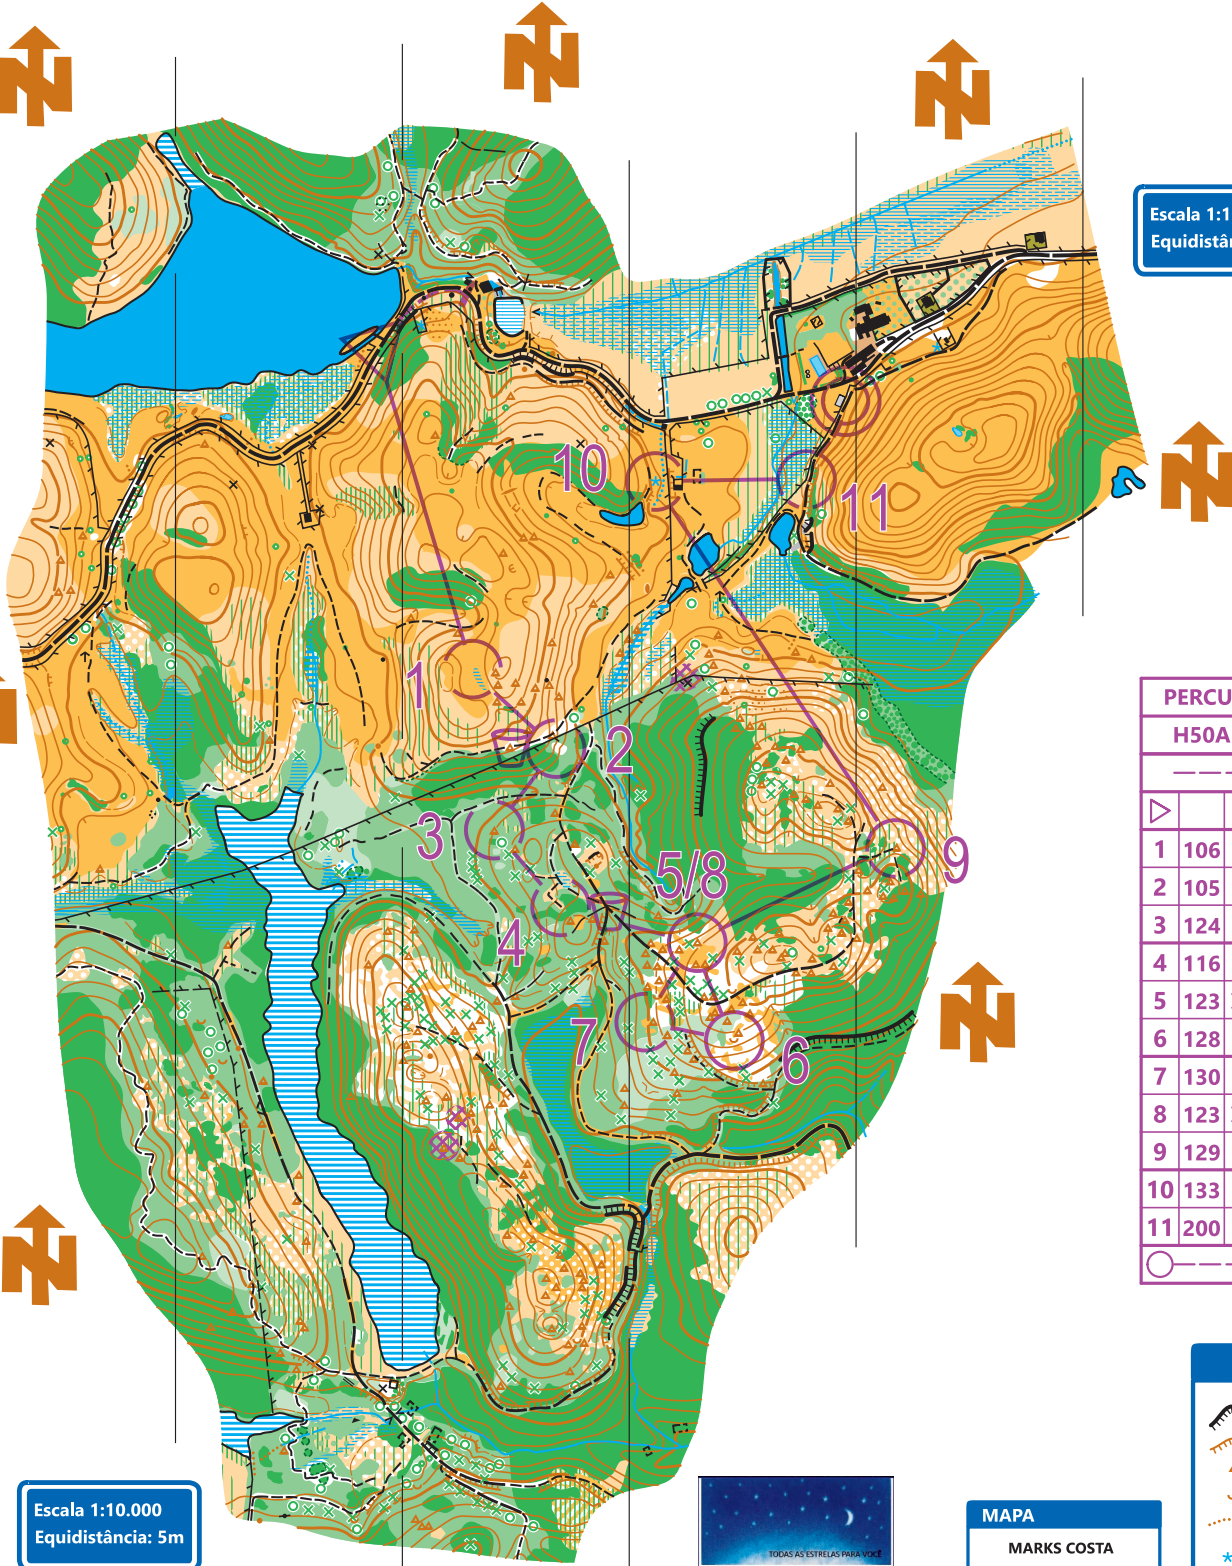 N
N
N
Escala 1:1
Equidistân
10
11
N
1
2
3
5/8
9
4
7
6
N
N
PERCU
H50A
1 106
2 105
3 124
4 116
5 123
6 128
7 130
8 123
9 129
10 133
11 200
Escala 1:10.000
Equidistância: 5m
TODAS AS ESTRELAS PARA VOCÊ
MAPA
MARKS COSTA